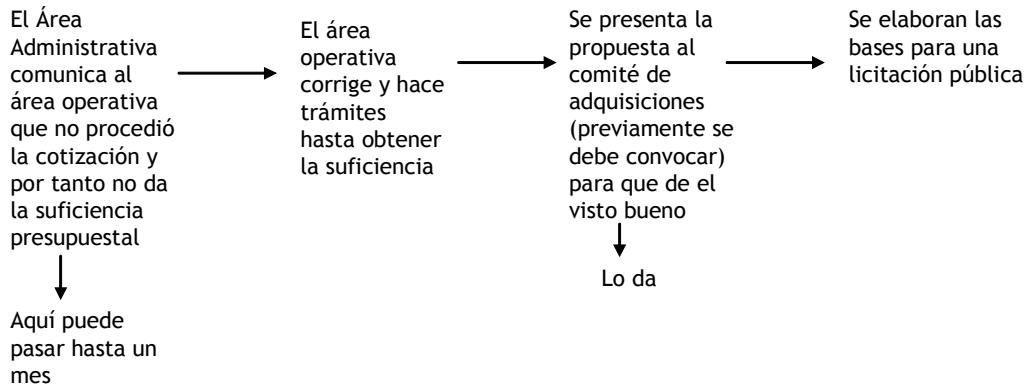 El Área
Administrativa
comunica al
área operativa
que no procedió
la cotización y
por tanto no da
la suficiencia
presupuestal
Aquí puede
pasar hasta un
mes
El área
operativa
corrige y hace
trámites
hasta obtener
la suficiencia
Se presenta la
propuesta al
comité de
adquisiciones
(previamente se
debe convocar)
para que de el
visto bueno
Lo da
Se elaboran las
bases para una
licitación pública